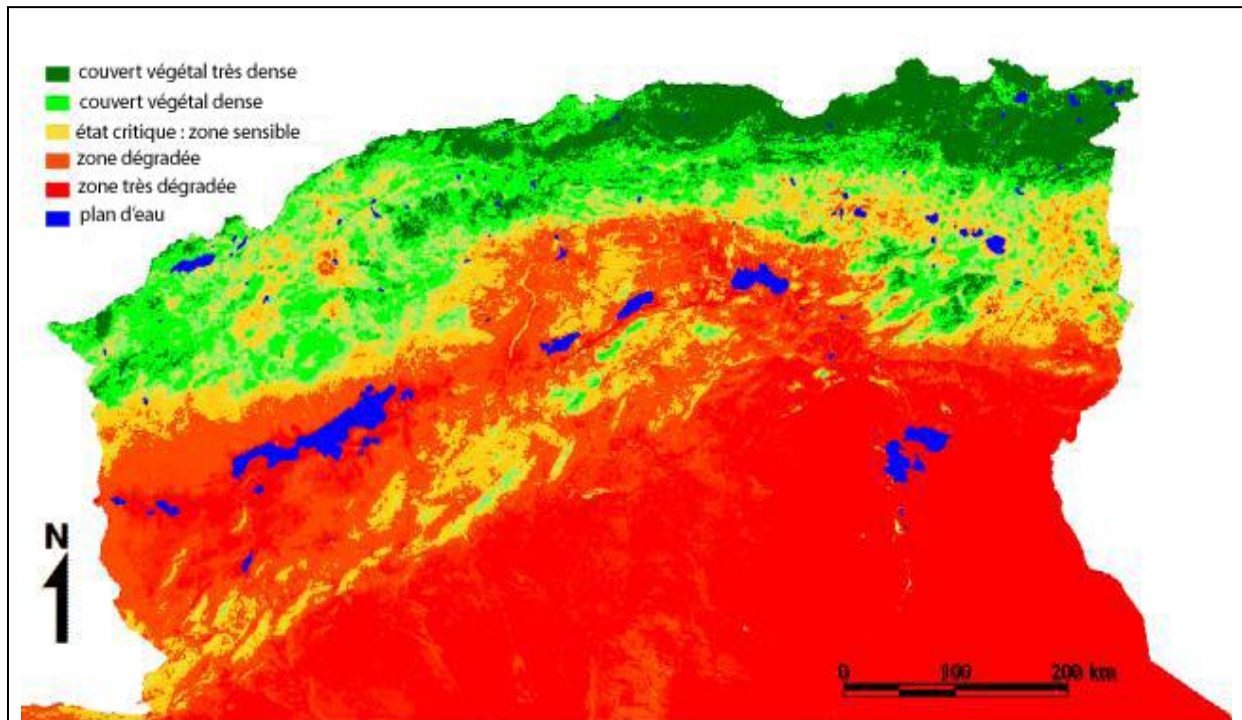 couvert végétal très dense
couvert végétal dense
état critique : zone sensible
zone dégradée
zone très dégradée
plan d'eau
N
0 100 200 km